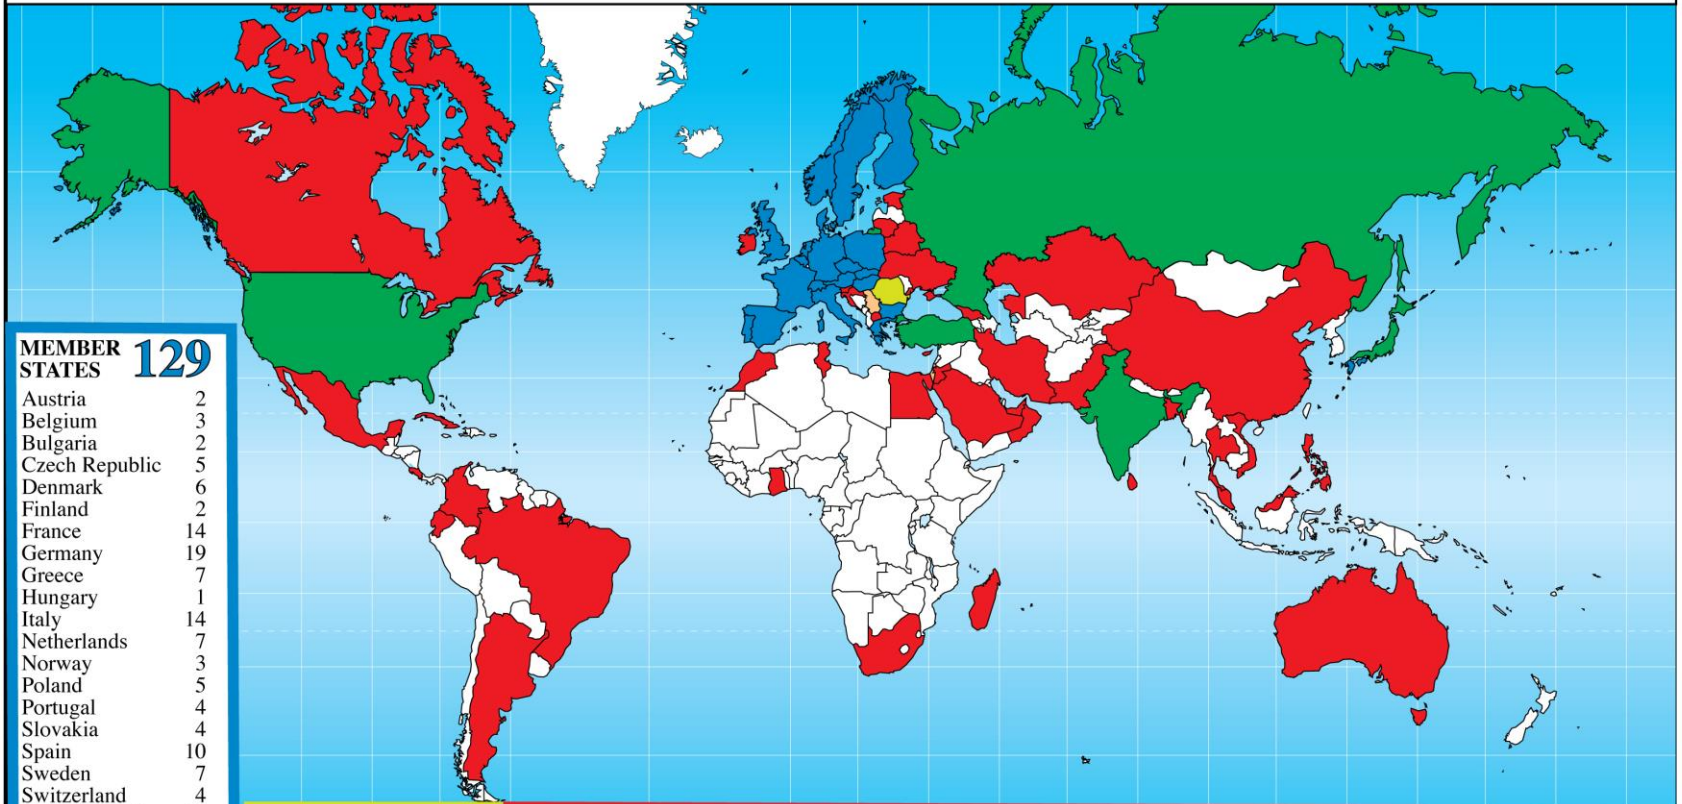 MEMBER
STATES 129
Austria 2
Belgium 3
Bulgaria 2
Czech Republic 5
Denmark 6
Finland 2
France 14
Germany 19
Greece 7
Hungary 1
Italy 14
Netherlands 7
Norway 3
Poland 5
Portugal 4
Slovakia 4
Spain 10
Sweden 7
Switzerland 4